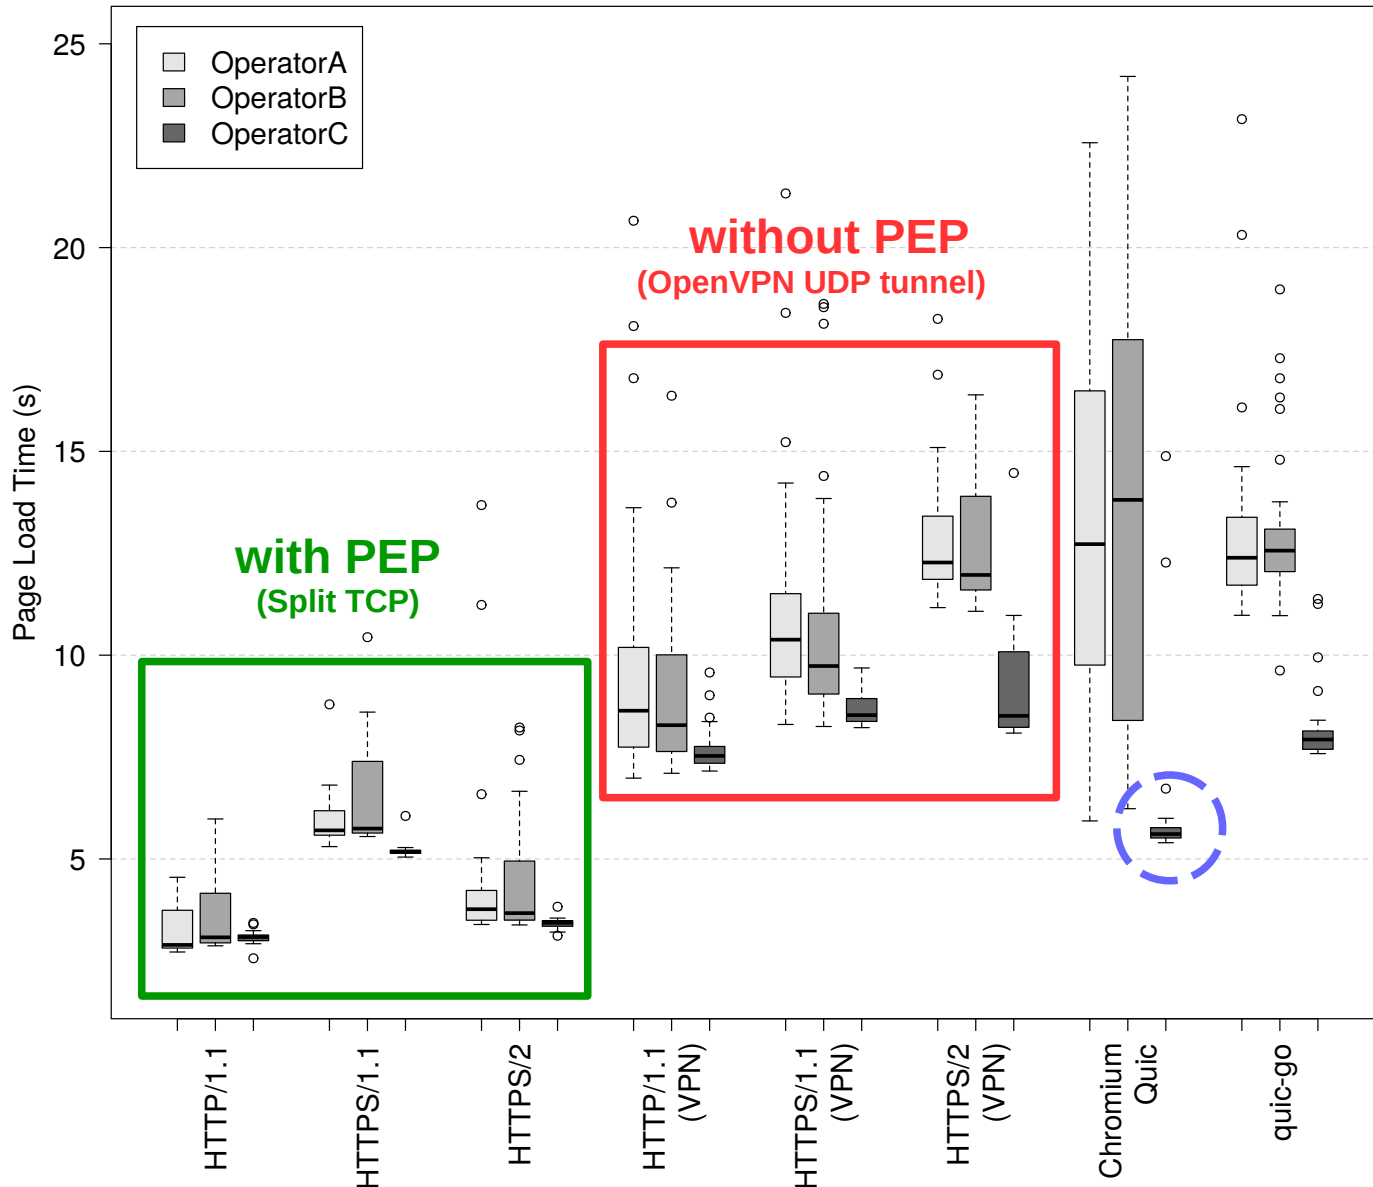 25
20
15
10
5
Page Load Time (s)
OperatorA
OperatorB
OperatorC
with PEP
(Split TCP)
without PEP
(OpenVPN UDP tunnel)
HTTP/1.1
HTTPS/1.1
HTTPS/2
HTTP/1.1
(VPN)
HTTPS/1.1
(VPN)
HTTPS/2
(VPN)
Chromium
Quic
quic-go